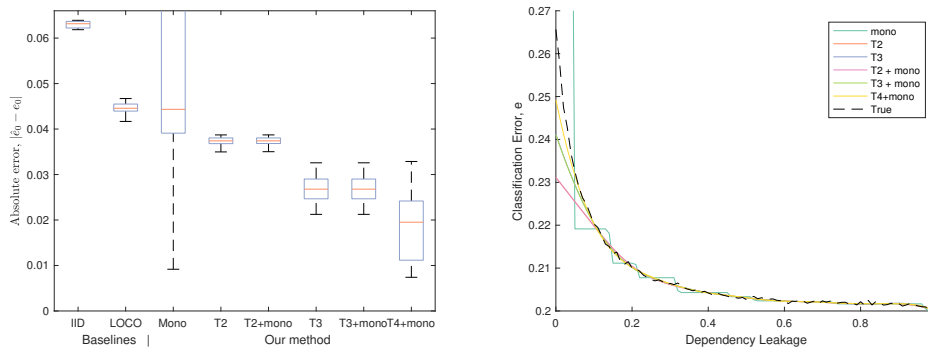 Absolute error, |ê₀ − e₀|
0.06
0.05
0.04
0.03
0.02
0.01
0
IID LOCO Mono T2 T2+mono T3 T3+mono T4+mono
Baselines | Our method
Classification Error, e
0.27
0.26
0.25
0.24
0.23
0.22
0.21
0.2
0 0.2 0.4 0.6 0.8
Dependency Leakage
mono
T2
T3
T2 + mono
T3 + mono
T4+mono
True